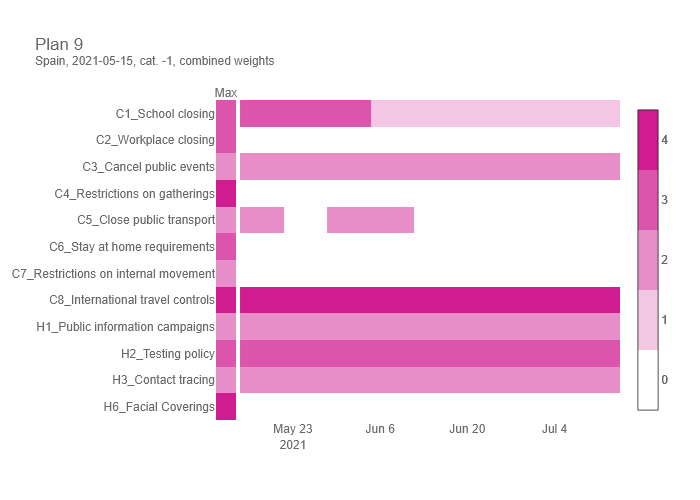 Plan 9
Spain, 2021-05-15, cat. -1, combined weights
Max
C1_School closing
C2_Workplace closing
C3_Cancel public events
C4_Restrictions on gatherings
C5_Close public transport
C6_Stay at home requirements
C7_Restrictions on internal movement
C8_International travel controls
H1_Public information campaigns
H2_Testing policy
H3_Contact tracing
H6_Facial Coverings
May 23
2021
Jun 6
Jun 20
Jul 4
4
3
2
1
0